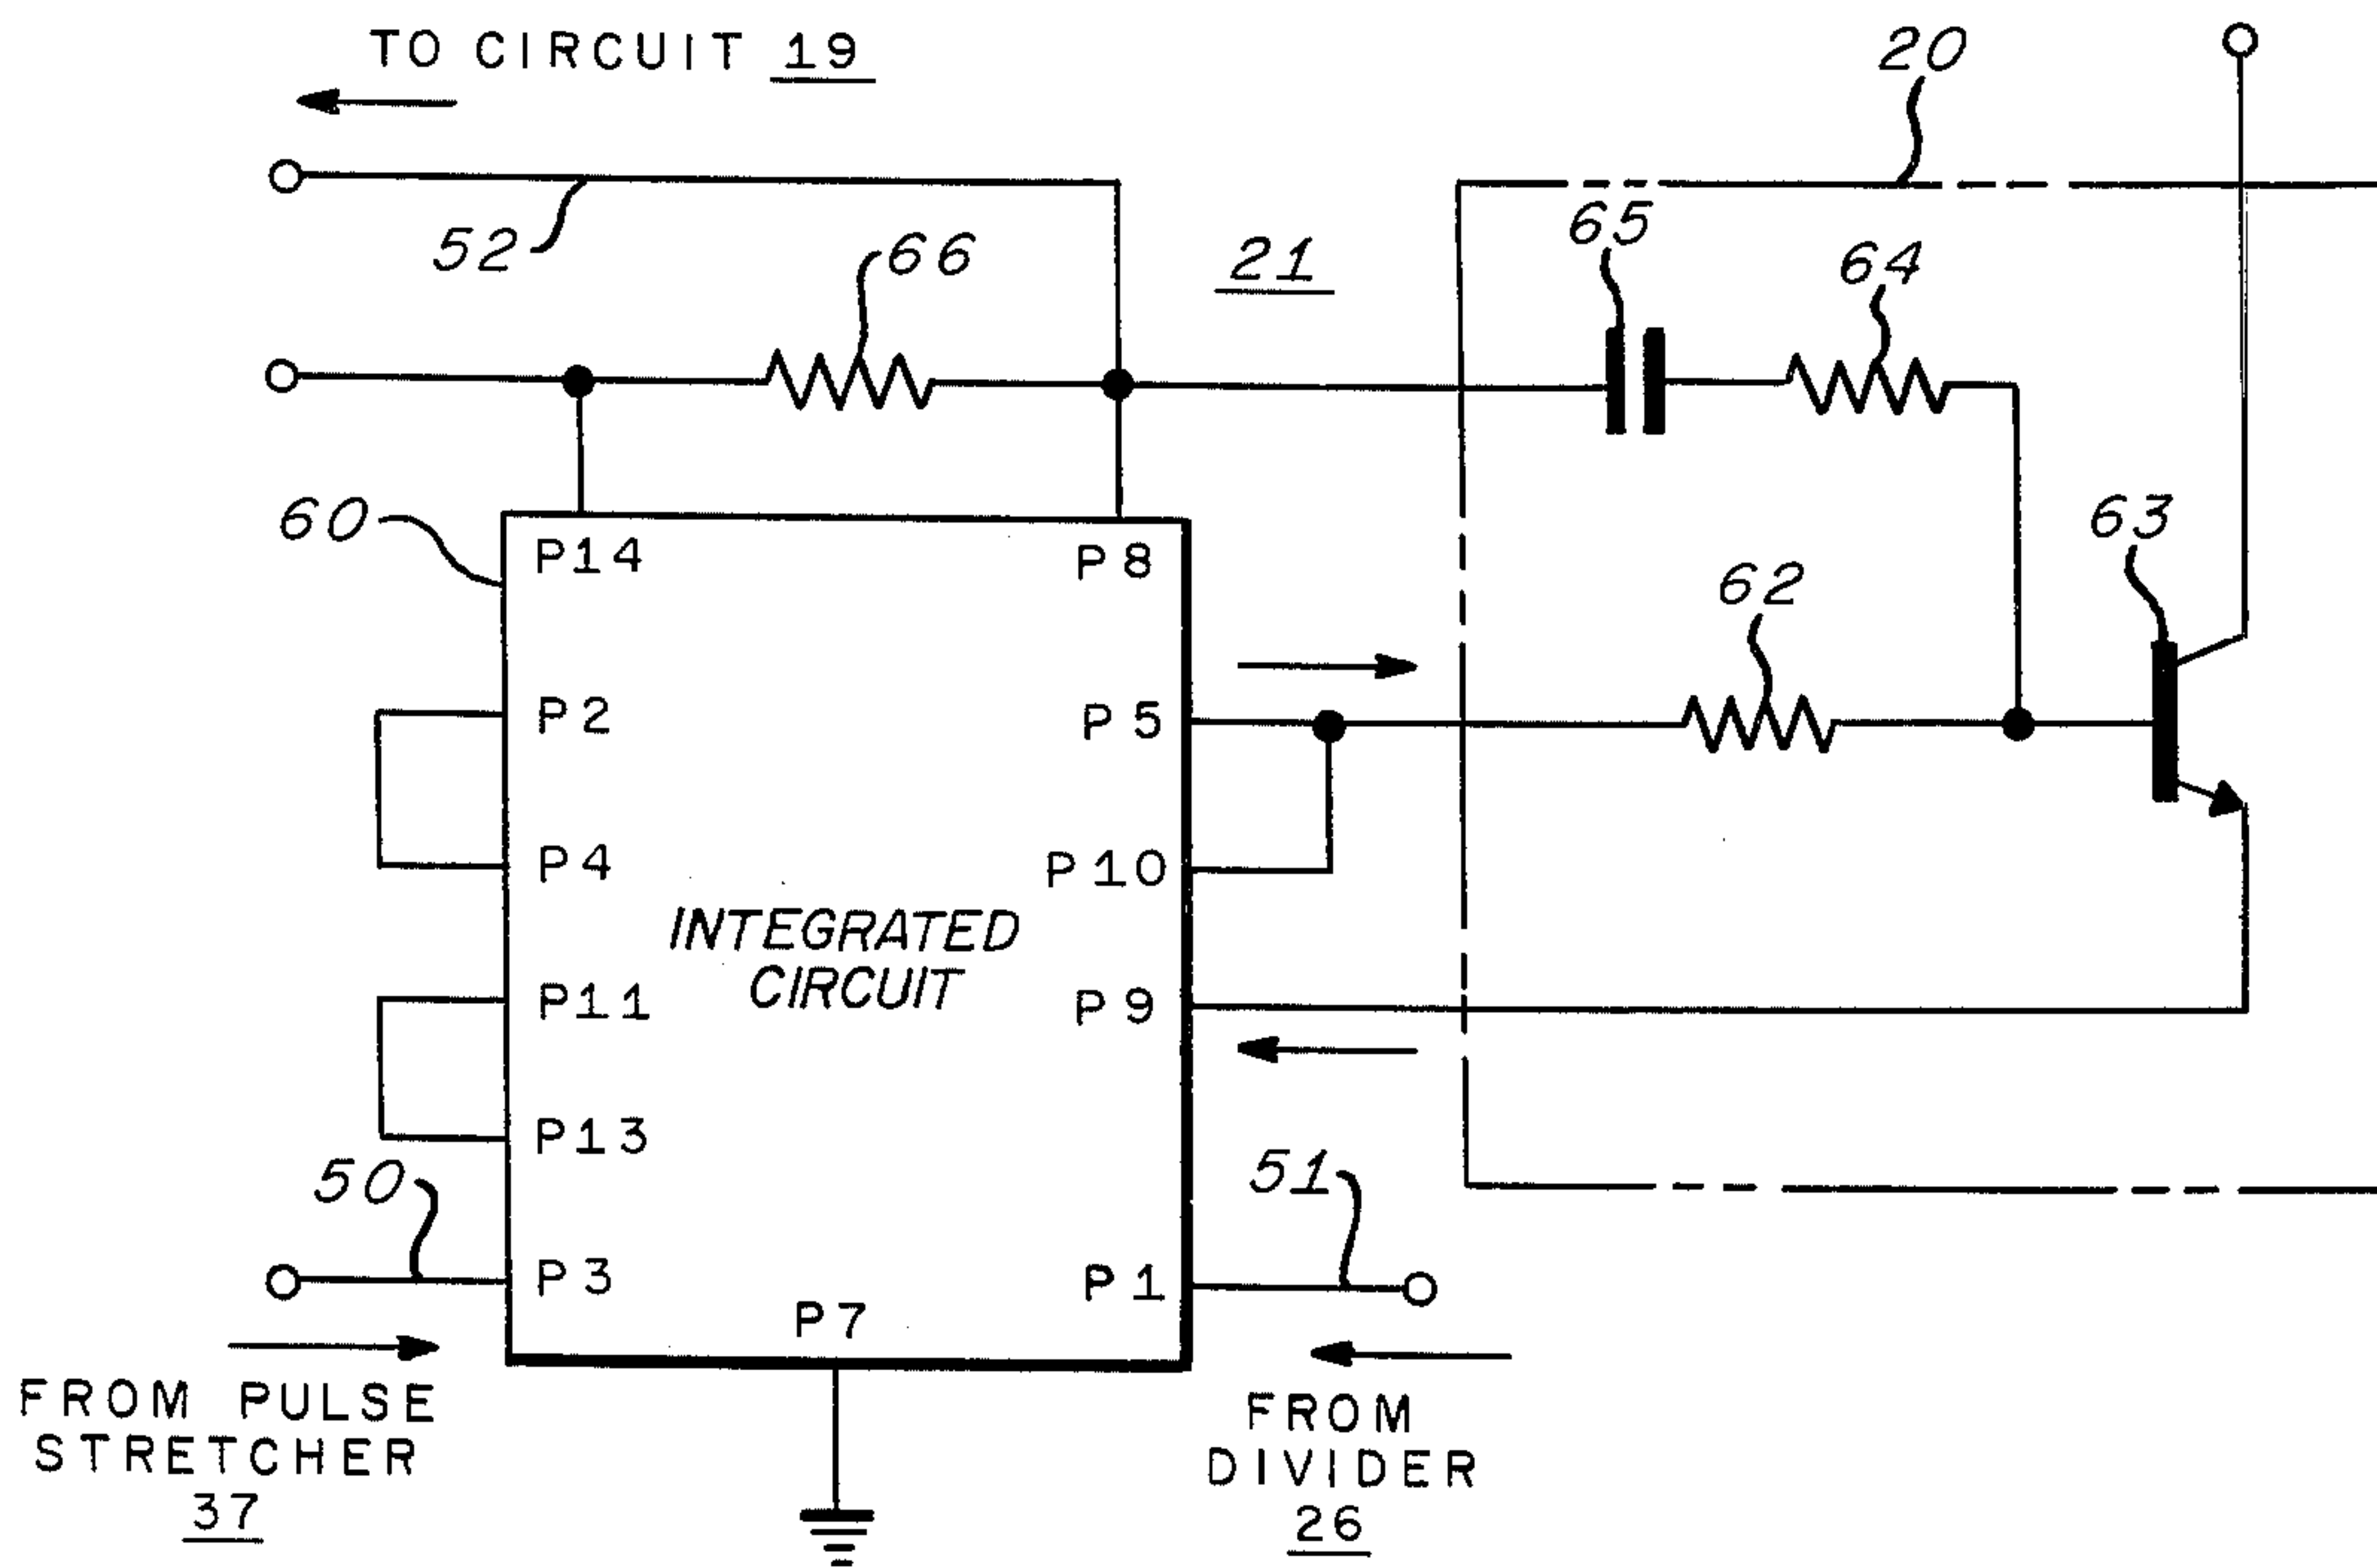 TO CIRCUIT 19
20
52
66
21
65
64
60
P14
P8
63
62
P2
P5
P4
P10
INTEGRATED
CIRCUIT
P11
P9
P13
50
51
P3
P1
P7
FROM PULSE
STRETCHER
37
FROM
DIVIDER
26